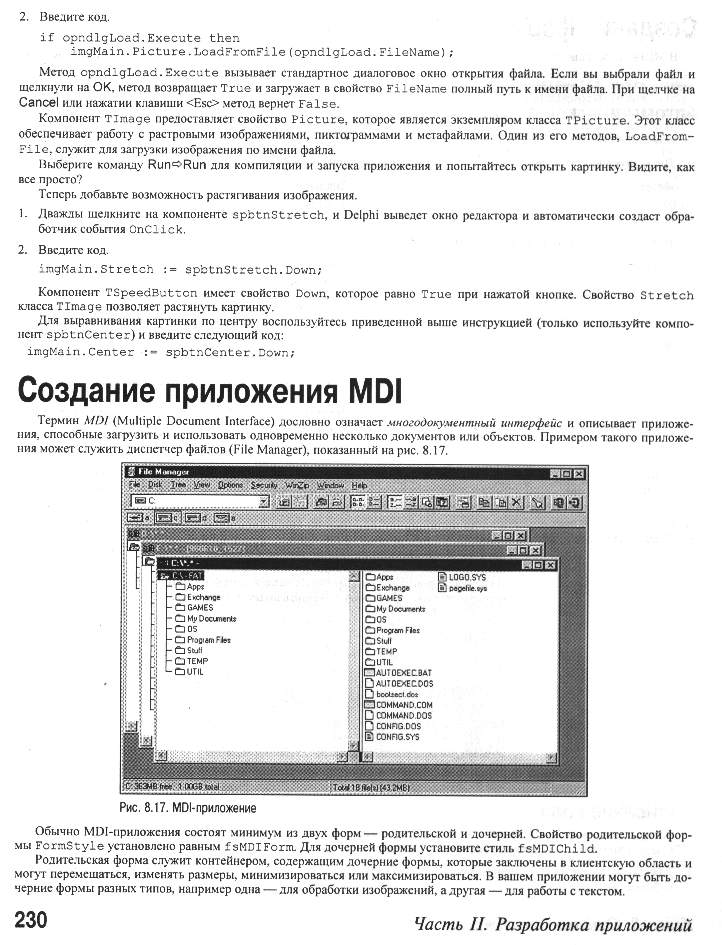 2. Введите код.
if opndlgLoad.Execute then
imgMain.Picture.LoadFromFile(opndlgLoad.FileName);
Метод opndlgLoad.Execute вызывает стандартное диалоговое окно открытия файла. Если вы выбрали файл и
щелкнули на OK, метод возвращает True и загружает в свойство FileName полный путь к имени файла. При щелчке на
Cancel или нажатии клавиши <Esc> метод вернет False.
Компонент TImage предоставляет свойство Picture, которое является экземпляром класса TPicture. Этот класс
обеспечивает работу с растровыми изображениями, пиктограммами и метафайлами. Один из его методов, LoadFrom-
File, служит для загрузки изображения по имени файла.
Выберите команду Run⇨Run для компиляции и запуска приложения и попытайтесь открыть картинку. Видите, как
все просто?
Теперь добавьте возможность растягивания изображения.
1. Дважды щелкните на компоненте spbtnStretch, и Delphi выведет окно редактора и автоматически создаст обра-
ботчик события OnClick.
2. Введите код.
imgMain.Stretch := spbtnStretch.Down;
Компонент TSpeedButton имеет свойство Down, которое равно True при нажатой кнопке. Свойство Stretch
класса TImage позволяет растянуть картинку.
Для выравнивания картинки по центру воспользуйтесь приведенной выше инструкцией (только используйте компо-
нент spbtnCenter) и введите следующий код:
imgMain.Center := spbtnCenter.Down;
Создание приложения MDI
Термин MDI (Multiple Document Interface) дословно означает многодокументный интерфейс и описывает приложе-
ния, способные загрузить и использовать одновременно несколько документов или объектов. Примером такого приложе-
ния может служить диспетчер файлов (File Manager), показанный на рис. 8.17.
File Manager
File Disk Tree View Options Security WinZip Window Help
C:
a c d e
C:\*.* - [980610_1527]
C:\*.*
C:\ - FAT
Apps
Exchange
GAMES
My Documents
OS
Program Files
Stuff
TEMP
UTIL
Apps
Exchange
GAMES
My Documents
OS
Program Files
Stuff
TEMP
UTIL
AUTOEXEC.BAT
AUTOEXEC.DOS
bootsect.dos
COMMAND.COM
COMMAND.DOS
CONFIG.DOS
CONFIG.SYS
LOGO.SYS
pagefile.sys
C: 363MB free, 1.00GB total
Total 18 file(s) (43.2MB)
Рис. 8.17. MDI-приложение
Обычно MDI-приложения состоят минимум из двух форм — родительской и дочерней. Свойство родительской фор-
мы FormStyle установлено равным fsMDIForm. Для дочерней формы установите стиль fsMDIChild.
Родительская форма служит контейнером, содержащим дочерние формы, которые заключены в клиентскую область и
могут перемещаться, изменять размеры, минимизироваться или максимизироваться. В вашем приложении могут быть до-
черние формы разных типов, например одна — для обработки изображений, а другая — для работы с текстом.
230
Часть II. Разработка приложений